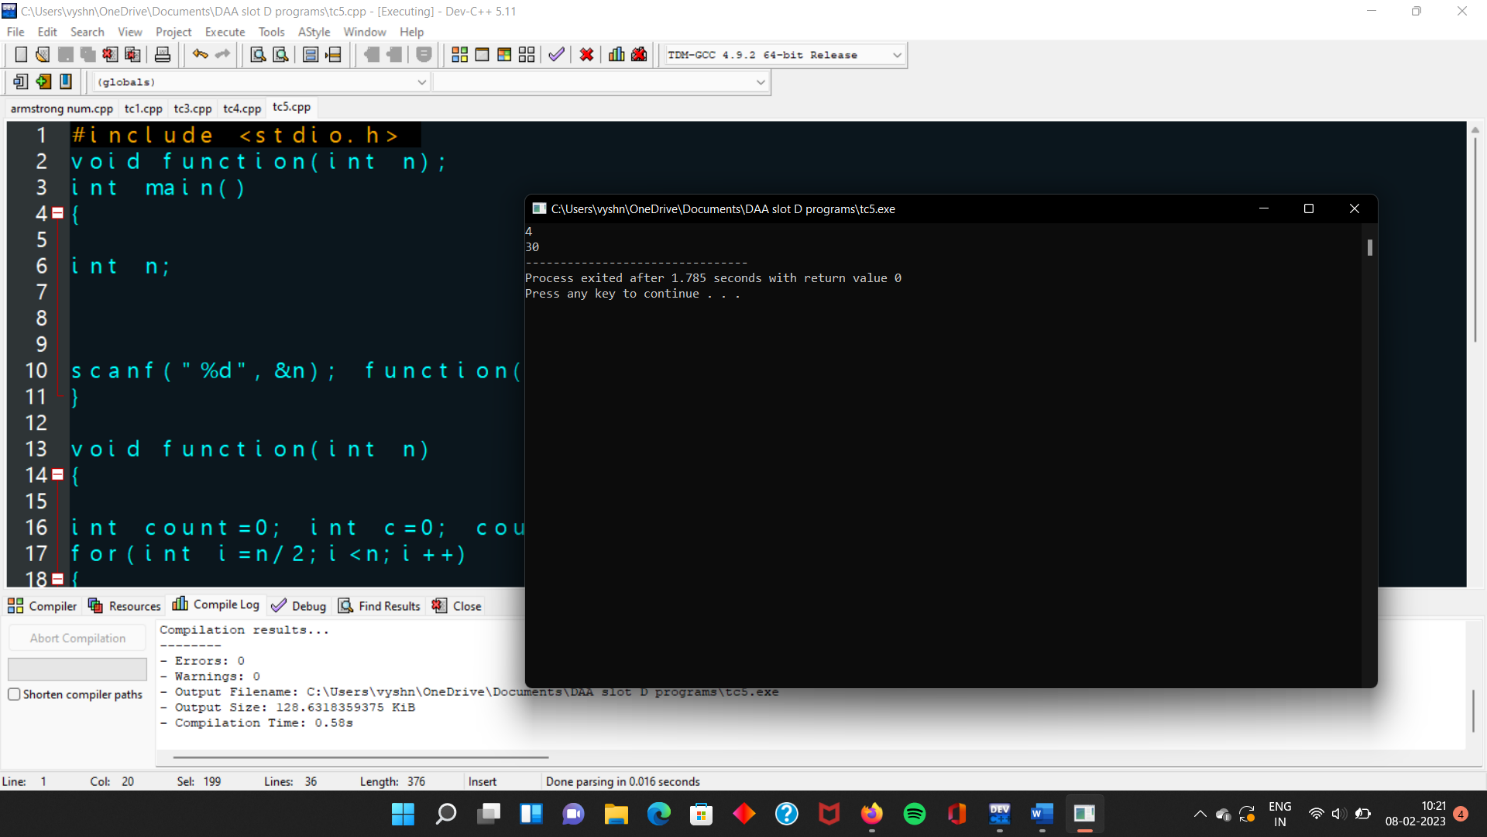 C:\Users\vyshn\OneDrive\Documents\DAA slot D programs\tc5.cpp - [Executing] - Dev-C++ 5.11
File Edit Search View Project Execute Tools AStyle Window Help
TDM-GCC 4.9.2 64-bit Release
(globals)
armstrong num.cpp tc1.cpp tc3.cpp tc4.cpp tc5.cpp
1 #include <stdio.h>
2 void function(int n);
3 int main()
4 {
5
6 int n;
7
8
9
10 scanf("%d",&n); function(
11 }
12
13 void function(int n)
14 {
15
16 int count=0; int c=0; cou
17 for(int i=n/2;i<n;i++)
18 {
C:\Users\vyshn\OneDrive\Documents\DAA slot D programs\tc5.exe
4
30
--------------------------------
Process exited after 1.785 seconds with return value 0
Press any key to continue . . .
Compiler Resources Compile Log Debug Find Results Close
Abort Compilation
Shorten compiler paths
Compilation results...
--------
- Errors: 0
- Warnings: 0
- Output Filename: C:\Users\vyshn\OneDrive\Documents\DAA slot D programs\tc5.exe
- Output Size: 128.6318359375 KiB
- Compilation Time: 0.58s
Line: 1 Col: 20 Sel: 199 Lines: 36 Length: 376 Insert Done parsing in 0.016 seconds
DEV
ENG
IN
10:21
08-02-2023
4